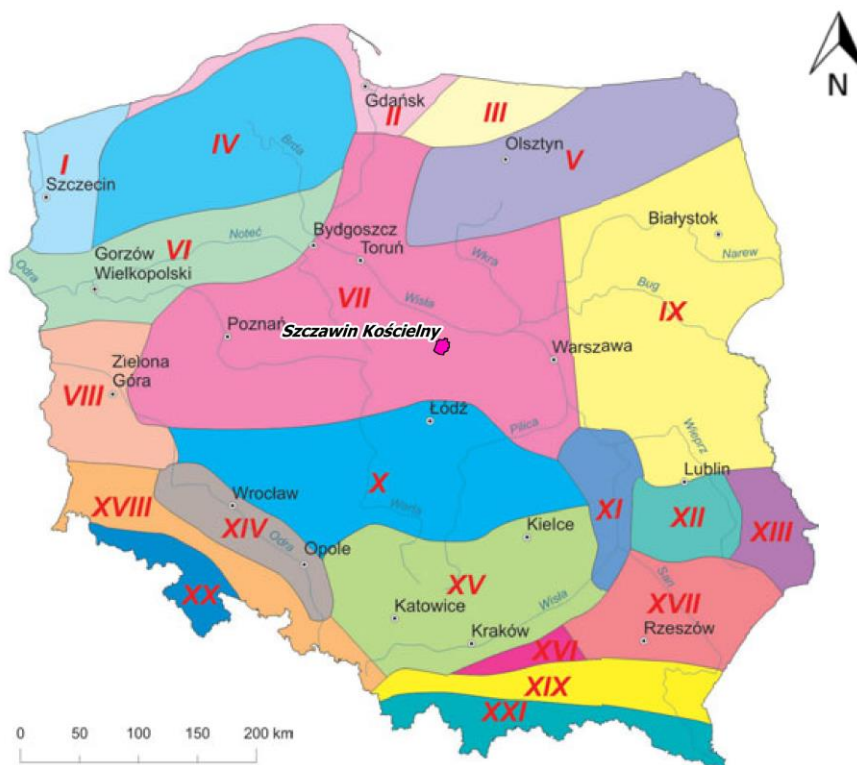 N
Gdańsk
II
III
IV
Brda
Olsztyn
I
V
Szczecin
Białystok
Bydgoszcz
VI
Noteć
Toruń
Wkra
Narew
Odra
Gorzów
Wielkopolski
VII
Wisła
Bug
IX
Poznań
Szczawin Kościelny
Warszawa
Zielona
Góra
VIII
Łódź
Pilica
Wieprz
Lublin
X
Warta
XVIII
Wrocław
XI
XII
XIII
XIV
Odra
Kielce
Opole
XX
XV
San
XVII
Katowice
Wisła
Kraków
XVI
Rzeszów
XIX
XXI
0 50 100 150 200 km